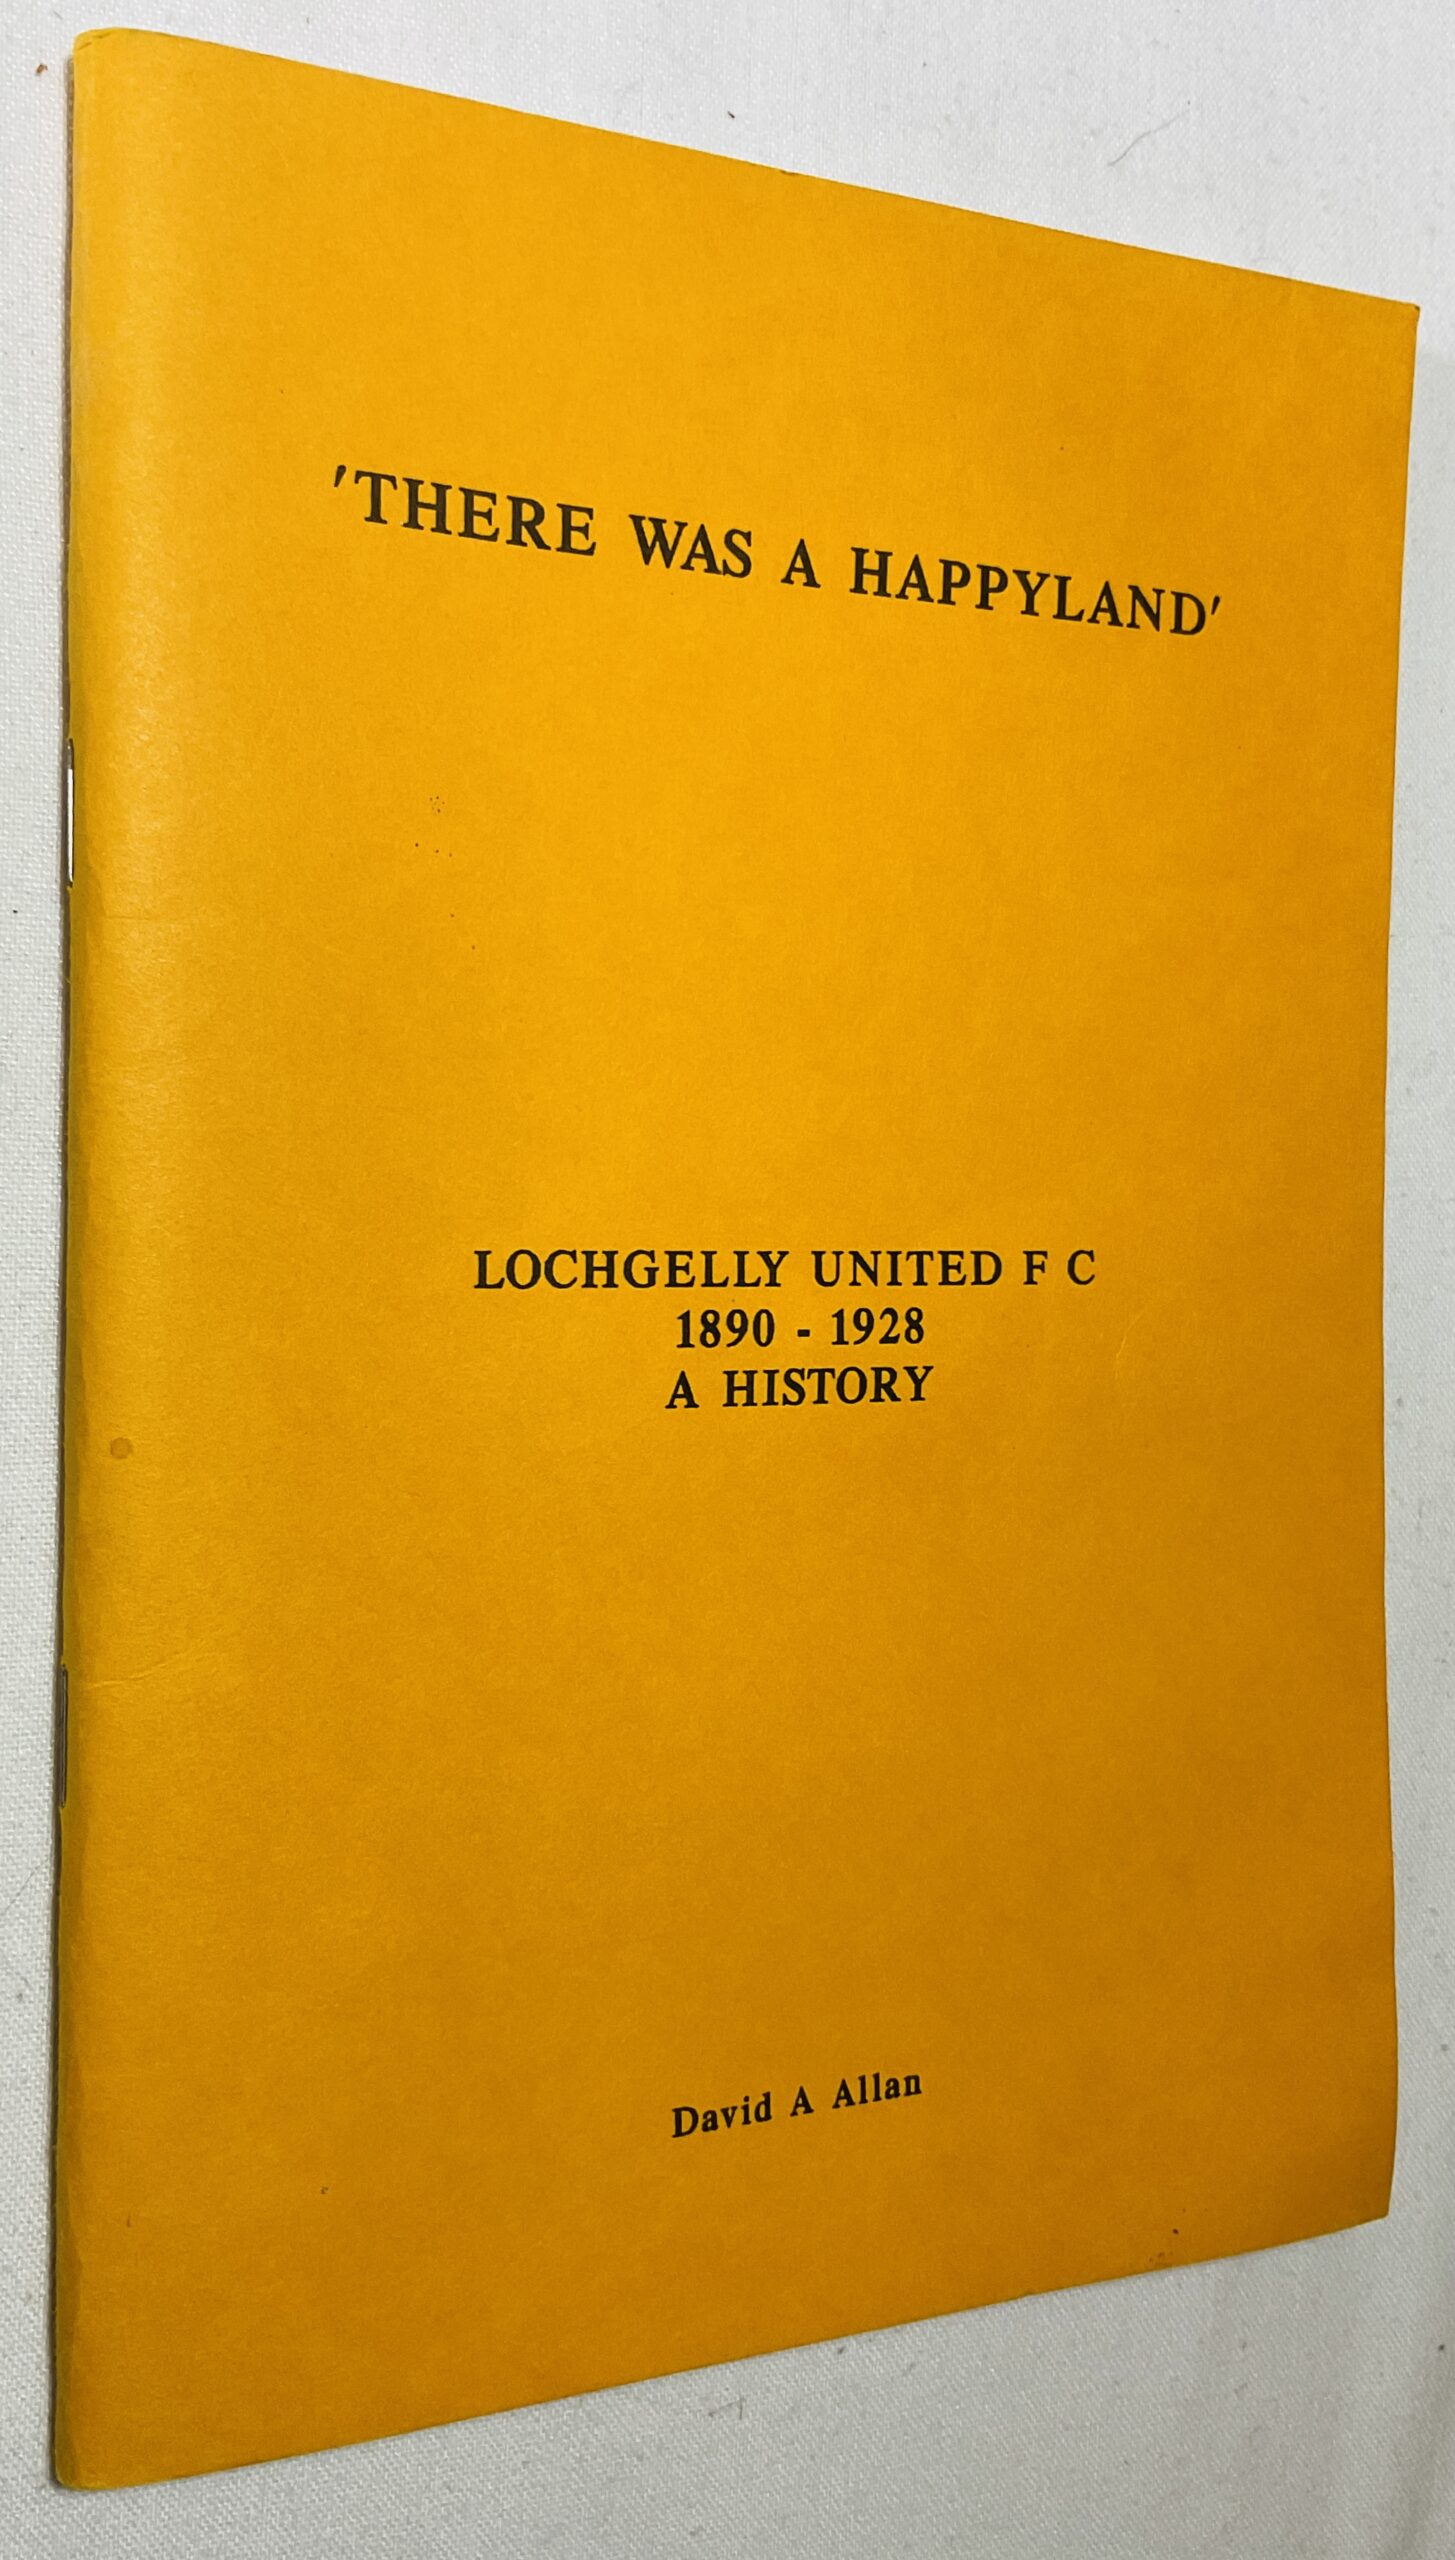 'THERE WAS A HAPPYLAND'
LOCHGELLY UNITED F C
1890 - 1928
A HISTORY
David A Allan